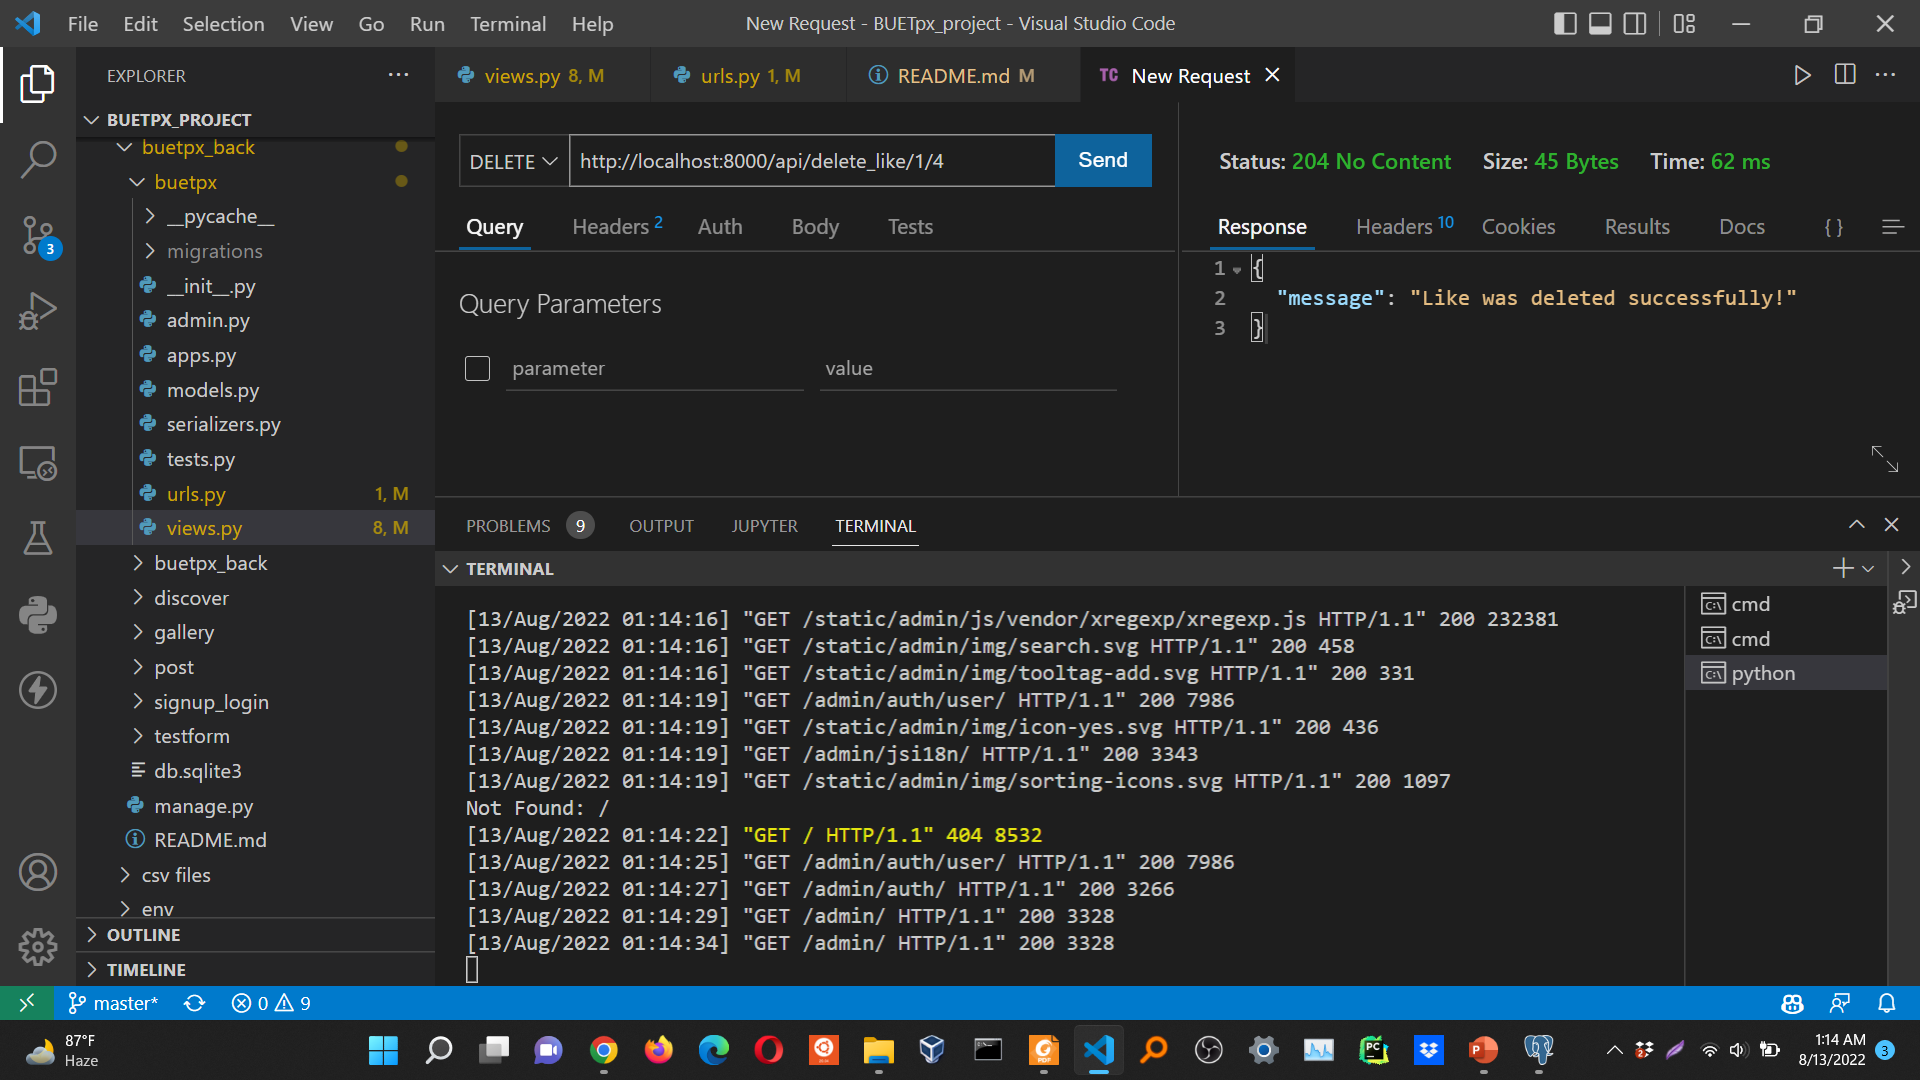 File Edit Selection View Go Run Terminal Help
New Request - BUETpx_project - Visual Studio Code
EXPLORER
BUETPX_PROJECT
buetpx_back
buetpx
__pycache__
migrations
__init__.py
admin.py
apps.py
models.py
serializers.py
tests.py
urls.py 1, M
views.py 8, M
buetpx_back
discover
gallery
post
signup_login
testform
db.sqlite3
manage.py
README.md
csv files
env
OUTLINE
TIMELINE
3
views.py 8, M
urls.py 1, M
README.md M
TC New Request
DELETE http://localhost:8000/api/delete_like/1/4 Send
Query Headers 2 Auth Body Tests
Query Parameters
parameter value
Status: 204 No Content Size: 45 Bytes Time: 62 ms
Response Headers 10 Cookies Results Docs { }
1 {
2 "message": "Like was deleted successfully!"
3 }
PROBLEMS 9 OUTPUT JUPYTER TERMINAL
TERMINAL
[13/Aug/2022 01:14:16] "GET /static/admin/js/vendor/xregexp/xregexp.js HTTP/1.1" 200 232381
[13/Aug/2022 01:14:16] "GET /static/admin/img/search.svg HTTP/1.1" 200 458
[13/Aug/2022 01:14:16] "GET /static/admin/img/tooltag-add.svg HTTP/1.1" 200 331
[13/Aug/2022 01:14:19] "GET /admin/auth/user/ HTTP/1.1" 200 7986
[13/Aug/2022 01:14:19] "GET /static/admin/img/icon-yes.svg HTTP/1.1" 200 436
[13/Aug/2022 01:14:19] "GET /admin/jsi18n/ HTTP/1.1" 200 3343
[13/Aug/2022 01:14:19] "GET /static/admin/img/sorting-icons.svg HTTP/1.1" 200 1097
Not Found: /
[13/Aug/2022 01:14:22] "GET / HTTP/1.1" 404 8532
[13/Aug/2022 01:14:25] "GET /admin/auth/user/ HTTP/1.1" 200 7986
[13/Aug/2022 01:14:27] "GET /admin/auth/ HTTP/1.1" 200 3266
[13/Aug/2022 01:14:29] "GET /admin/ HTTP/1.1" 200 3328
[13/Aug/2022 01:14:34] "GET /admin/ HTTP/1.1" 200 3328
cmd
cmd
python
master* 0 9
87°F
Haze
1:14 AM
8/13/2022
3